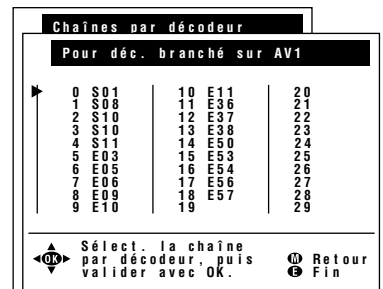 Chaînes par décodeur
Pour déc. branché sur AV1
0 S01 10 E11 20
1 S08 11 E36 21
2 S10 12 E37 22
3 S10 13 E38 23
4 S11 14 E50 24
5 E03 15 E53 25
6 E05 16 E54 26
7 E06 17 E56 27
8 E09 18 E57 28
9 E10 19 29
Sélect. la chaîne
OK par décodeur, puis M Retour
valider avec OK. E Fin